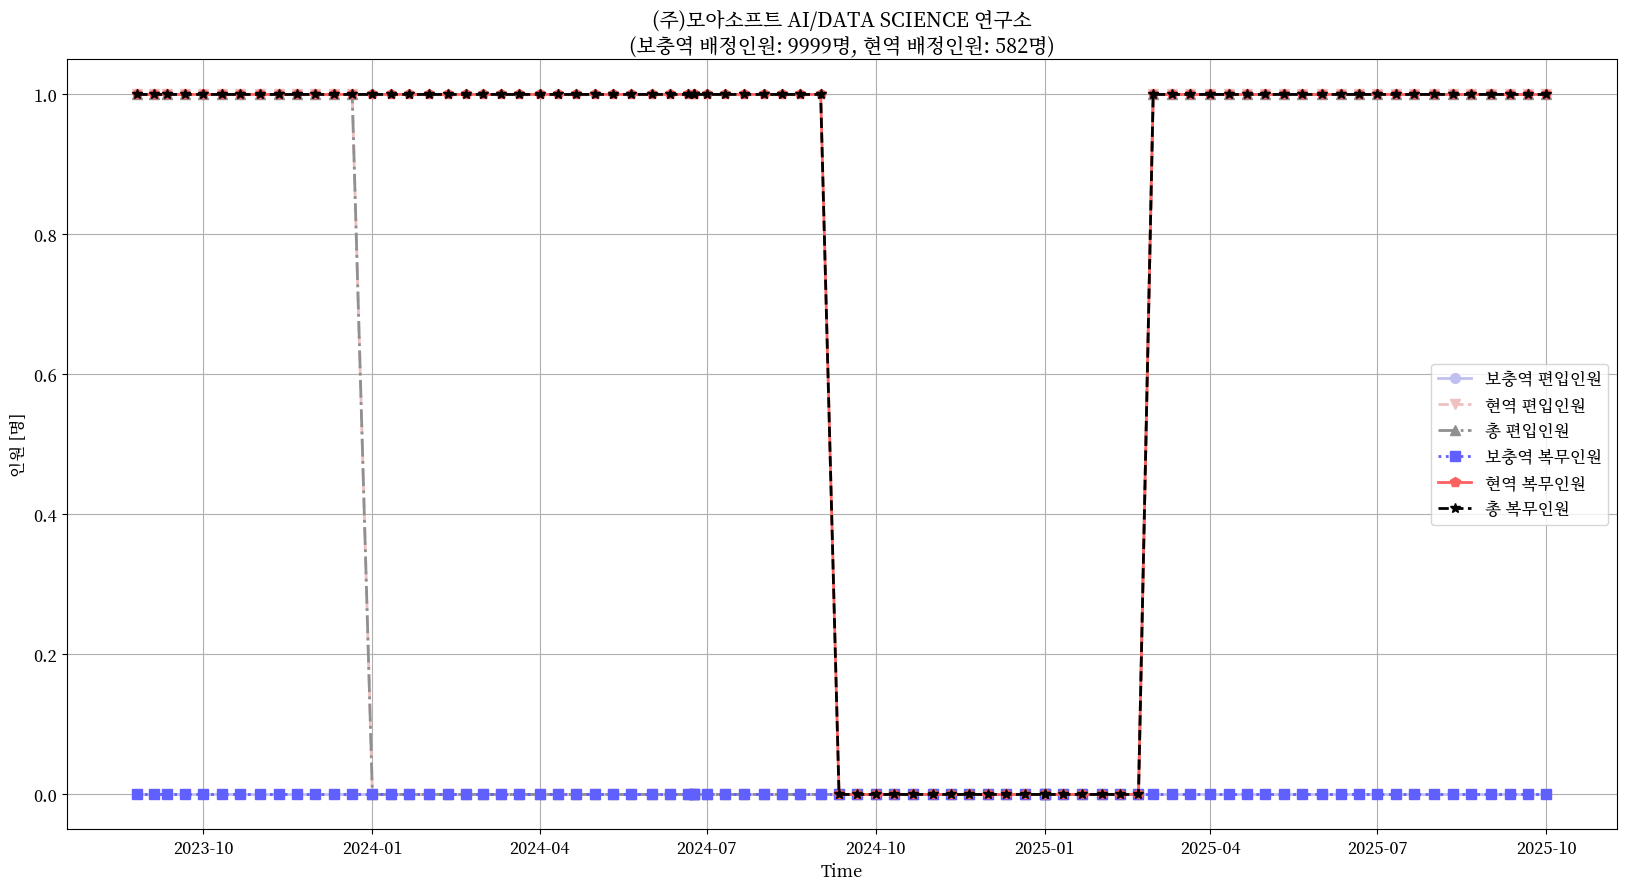 (주)모아소프트 AI/DATA SCIENCE 연구소
(보충역 배정인원: 9999명, 현역 배정인원: 582명)
1.0
0.8
0.6
0.4
0.2
0.0
인원 [명]
보충역 편입인원
현역 편입인원
총 편입인원
보충역 복무인원
현역 복무인원
총 복무인원
2023-10
2024-01
2024-04
2024-07
2024-10
2025-01
2025-04
2025-07
2025-10
Time